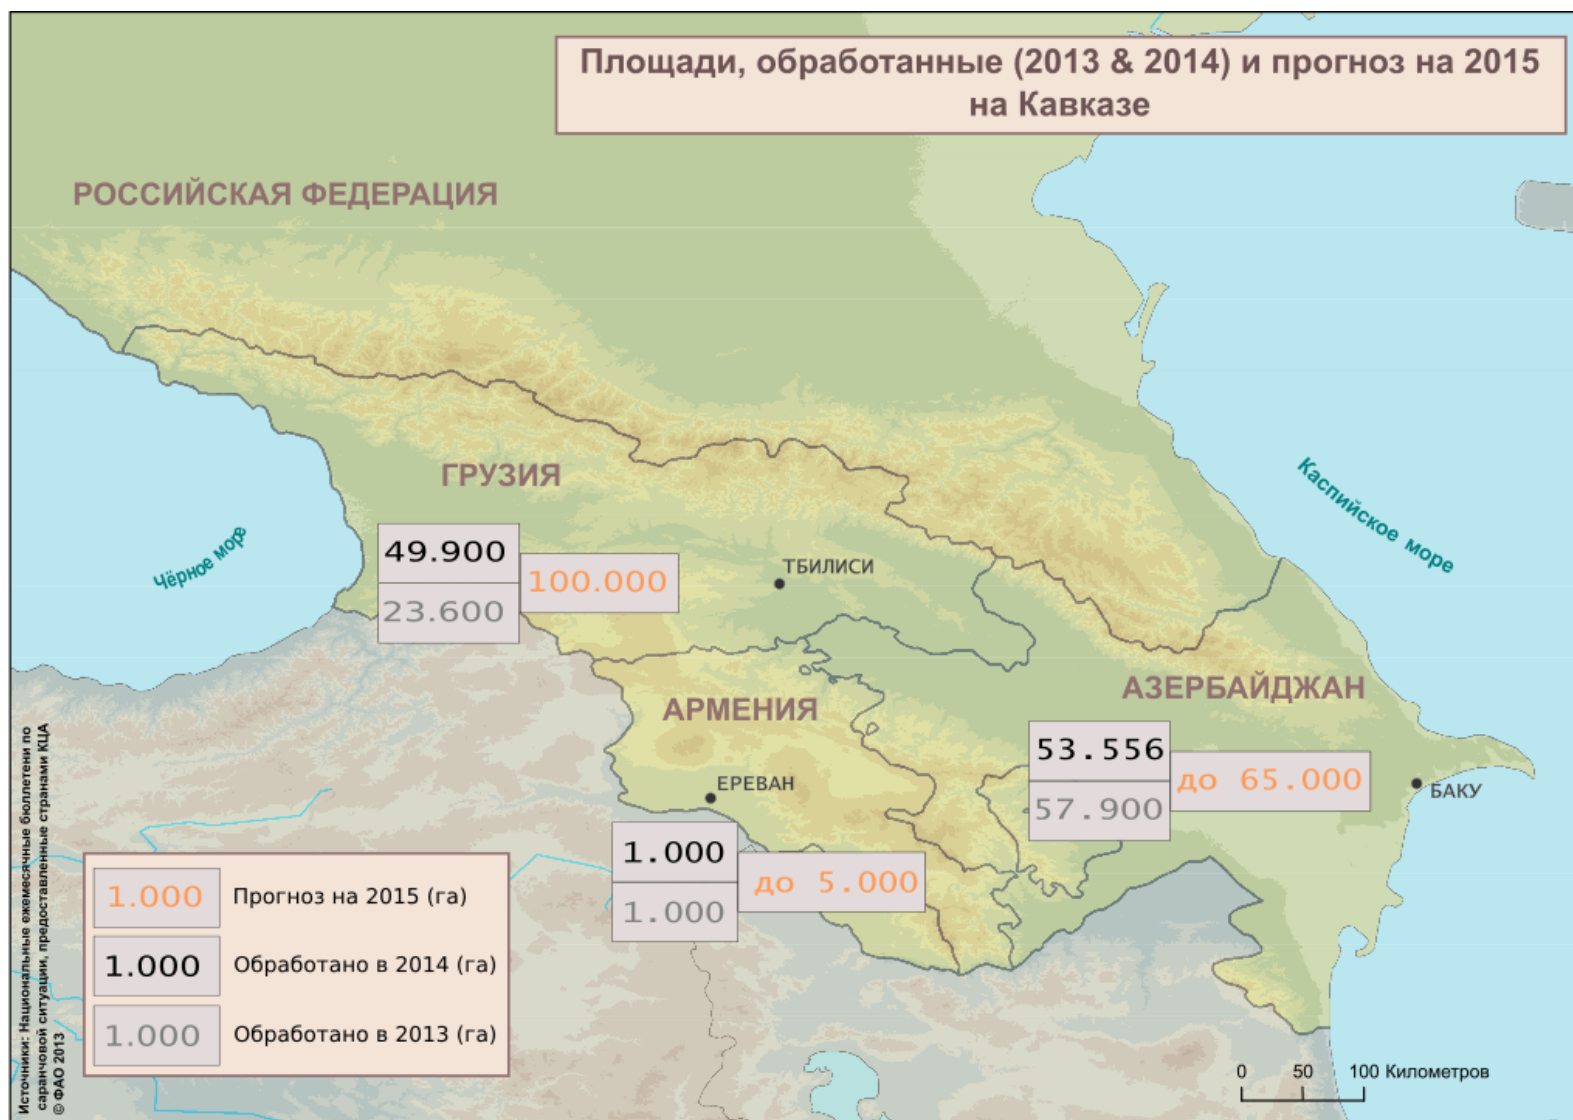 Площади, обработанные (2013 & 2014) и прогноз на 2015
на Кавказе
РОССИЙСКАЯ ФЕДЕРАЦИЯ
ГРУЗИЯ
Каспийское море
Чёрное море
49.900
23.600
100.000
ТБИЛИСИ
АЗЕРБАЙДЖАН
АРМЕНИЯ
53.556
57.900
до 65.000
БАКУ
ЕРЕВАН
1.000
1.000
до 5.000
1.000 Прогноз на 2015 (га)
1.000 Обработано в 2014 (га)
1.000 Обработано в 2013 (га)
Источники: Национальные ежемесячные бюллетени по
саранчовой ситуации, предоставленные странами КЦА
© ФАО 2013
0 50 100 Километров